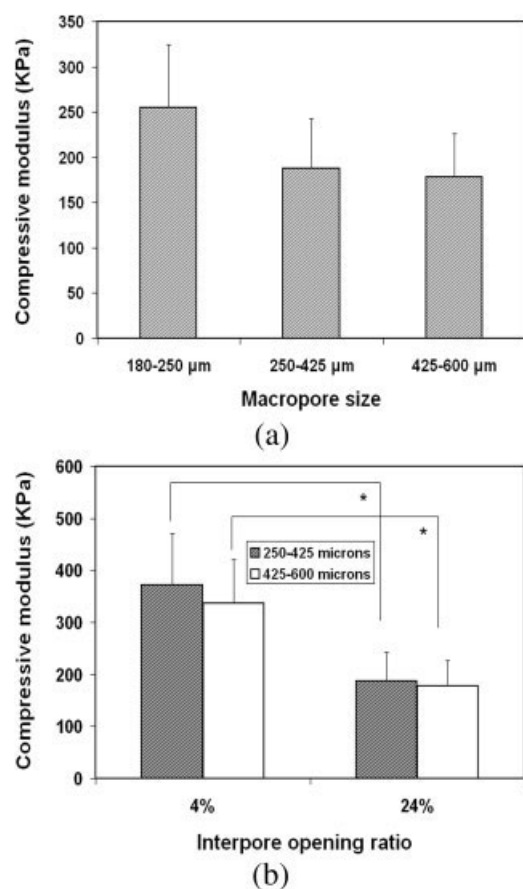 Compressive modulus (KPa)
350
300
250
200
150
100
50
0
180-250 µm 250-425 µm 425-600 µm
Macropore size
(a)
Compressive modulus (KPa)
600
500
400
300
200
100
0
*
*
250-425 microns
425-600 microns
4% 24%
Interpore opening ratio
(b)